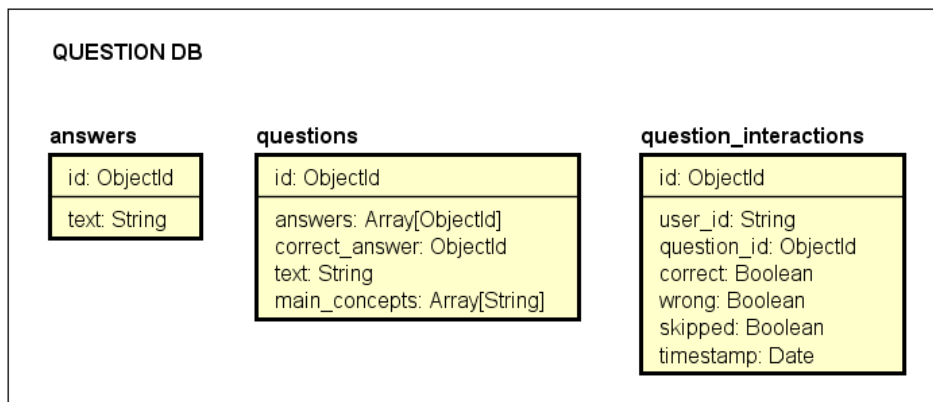 QUESTION DB
answers
id: ObjectId
text: String
questions
id: ObjectId
answers: Array[ObjectId]
correct_answer: ObjectId
text: String
main_concepts: Array[String]
question_interactions
id: ObjectId
user_id: String
question_id: ObjectId
correct: Boolean
wrong: Boolean
skipped: Boolean
timestamp: Date